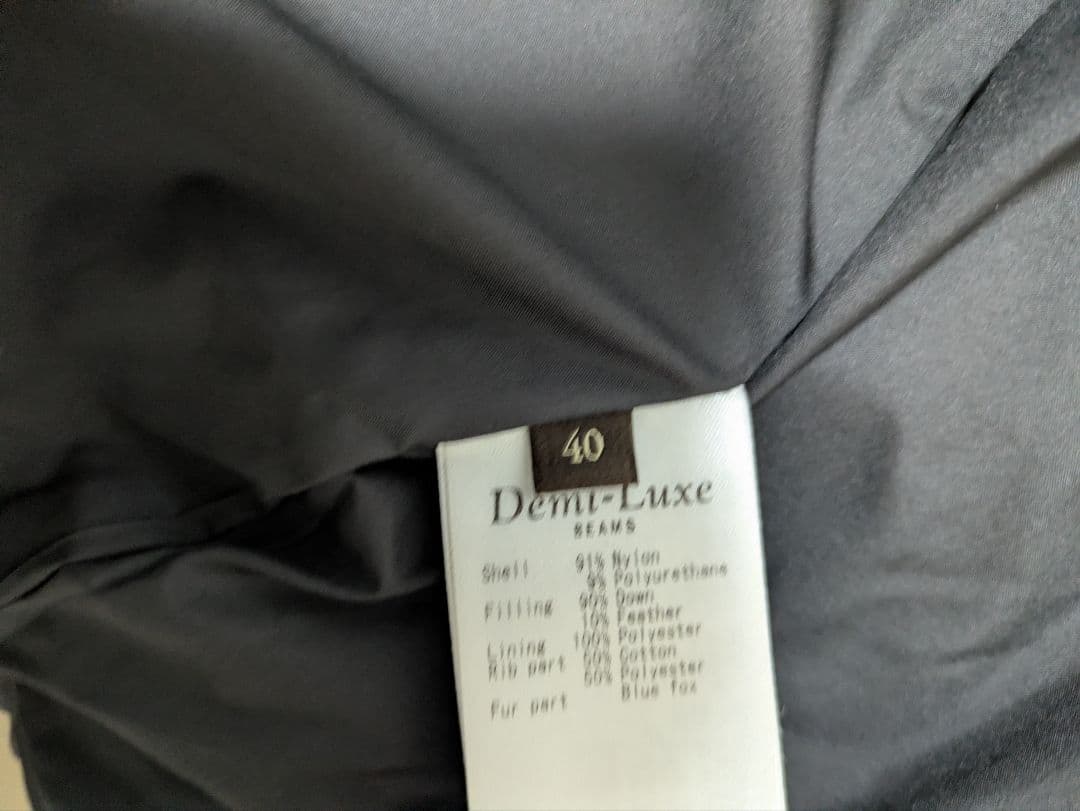 40
Demi-Luxe
BEAMS
Shell 91% Nylon
9% Polyurethane
Filling 90% Down
10% Feather
Lining 100% Polyester
Rib part 50% Cotton
50% Polyester
Fur part Blue fox